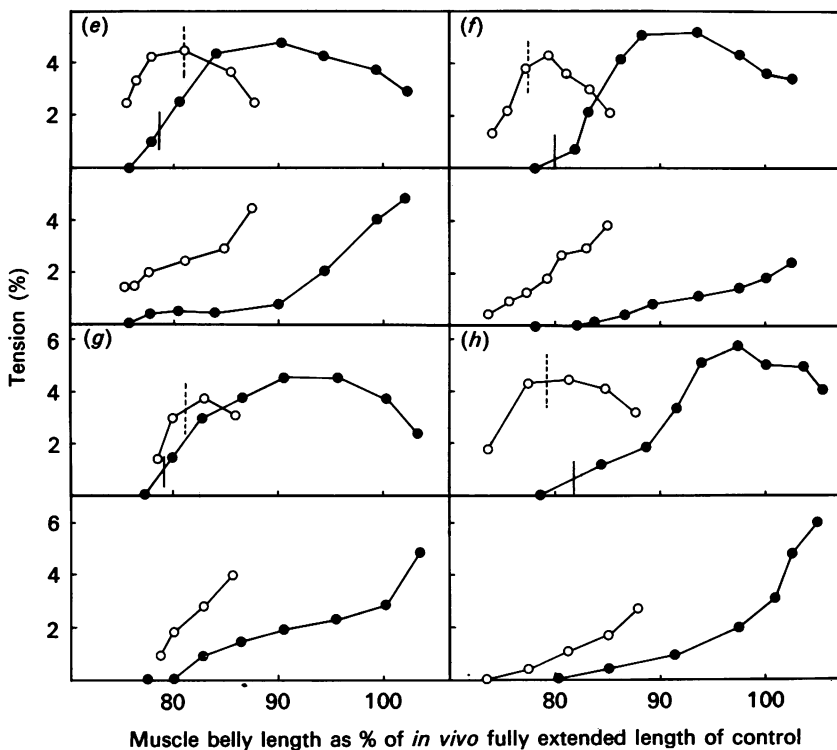 (e) (f)
4
2
4
2
Tension (%)
(g) (h)
6
4
2
6
4
2
80 90 100 80 90 100
Muscle belly length as % of in vivo fully extended length of control